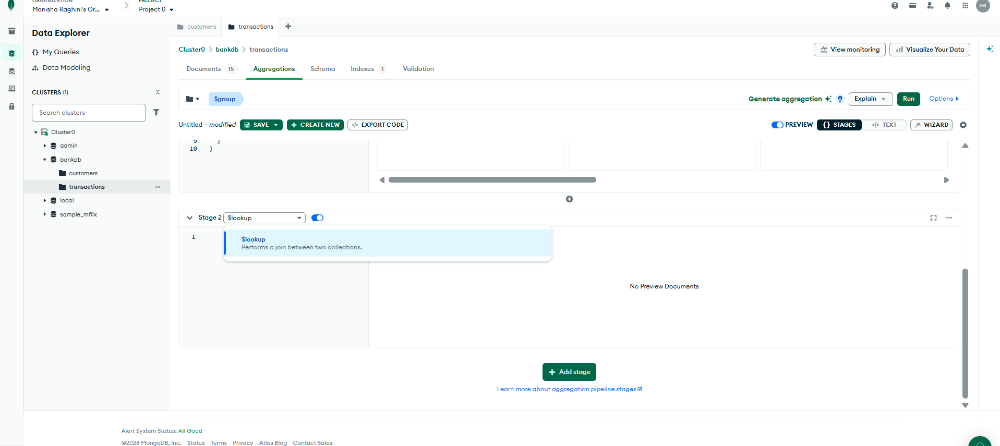 ORGANIZATION
PROJECT
Monisha Raghini's Or...
Project 0
MR
Data Explorer
My Queries
Data Modeling
CLUSTERS (1)
Search clusters
Cluster0
admin
bankdb
customers
transactions
local
sample_mflix
customers
transactions
Cluster0 > bankdb > transactions
View monitoring
Visualize Your Data
Documents 15
Aggregations
Schema
Indexes 1
Validation
$group
Generate aggregation
Explain
Run
Options
Untitled – modified
SAVE
CREATE NEW
EXPORT CODE
PREVIEW
{} STAGES
</> TEXT
WIZARD
9 }
10 }
Stage 2
$lookup
1
$lookup
Performs a join between two collections.
No Preview Documents
+ Add stage
Learn more about aggregation pipeline stages
Alert System Status: All Good
©2026 MongoDB, Inc. Status Terms Privacy Atlas Blog Contact Sales